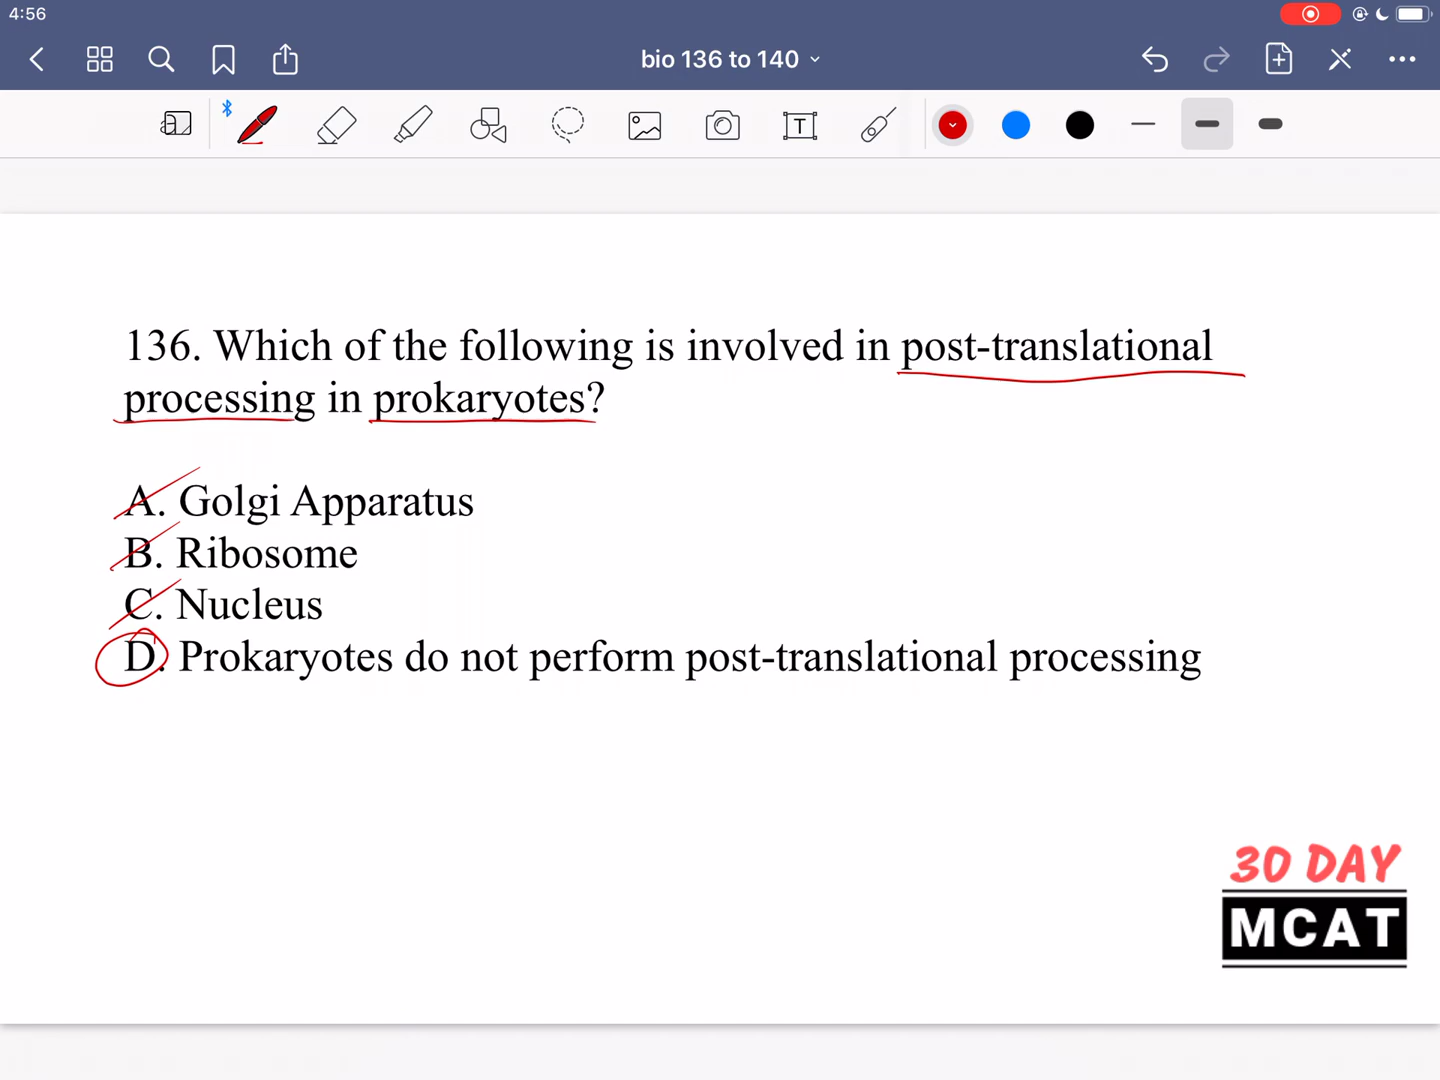 4:56
bio 136 to 140
T
136. Which of the following is involved in post-translational
processing in prokaryotes?
A. Golgi Apparatus
B. Ribosome
C. Nucleus
D. Prokaryotes do not perform post-translational processing
30 DAY
MCAT